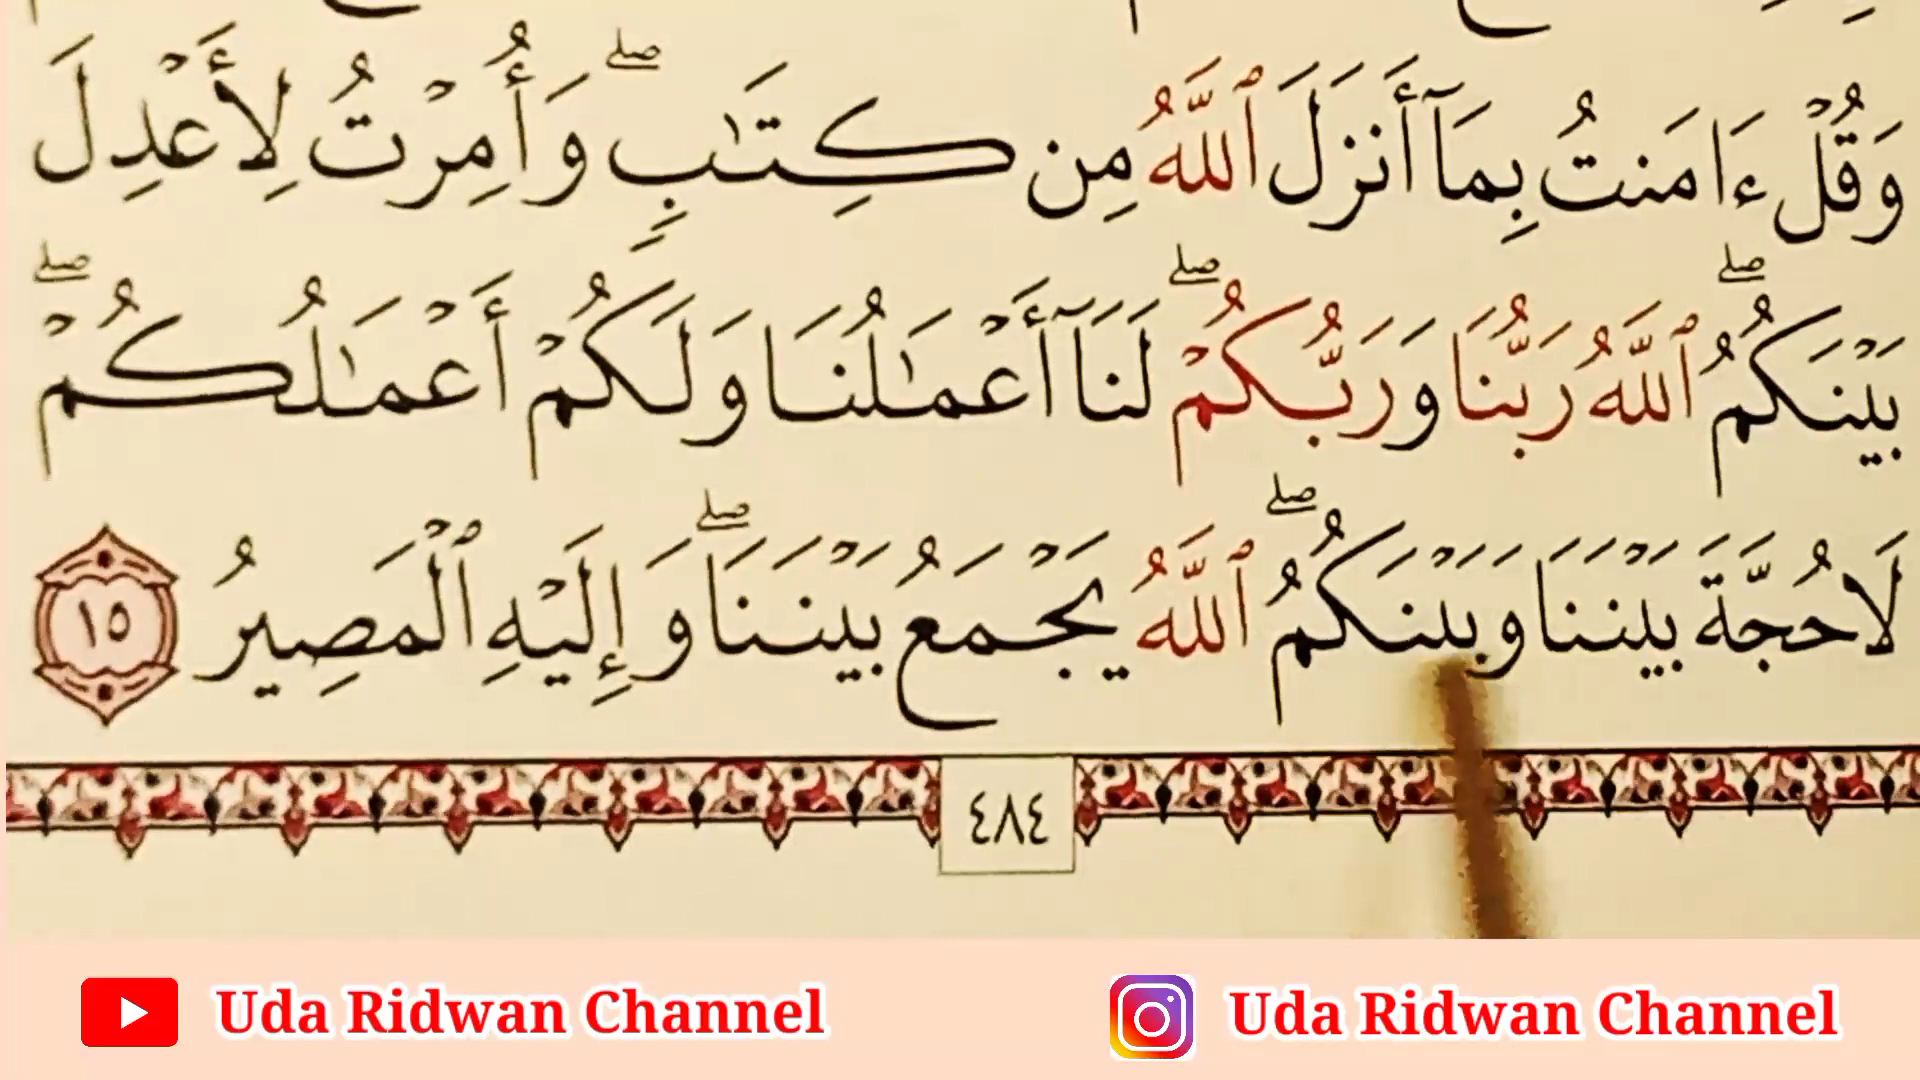 وَقُلْ ءَامَنتُ بِمَآ أَنزَلَ ٱللَّهُ مِن كِتَٰبٍ ۖ وَأُمِرْتُ لِأَعْدِلَ
بَيْنَكُمُ ۖ ٱللَّهُ رَبُّنَا وَرَبُّكُمْ ۖ لَنَآ أَعْمَٰلُنَا وَلَكُمْ أَعْمَٰلُكُمْ ۖ
لَا حُجَّةَ بَيْنَنَا وَبَيْنَكُمُ ۖ ٱللَّهُ يَجْمَعُ بَيْنَنَا ۖ وَإِلَيْهِ ٱلْمَصِيرُ ١٥
٤٨٤
Uda Ridwan Channel
Uda Ridwan Channel